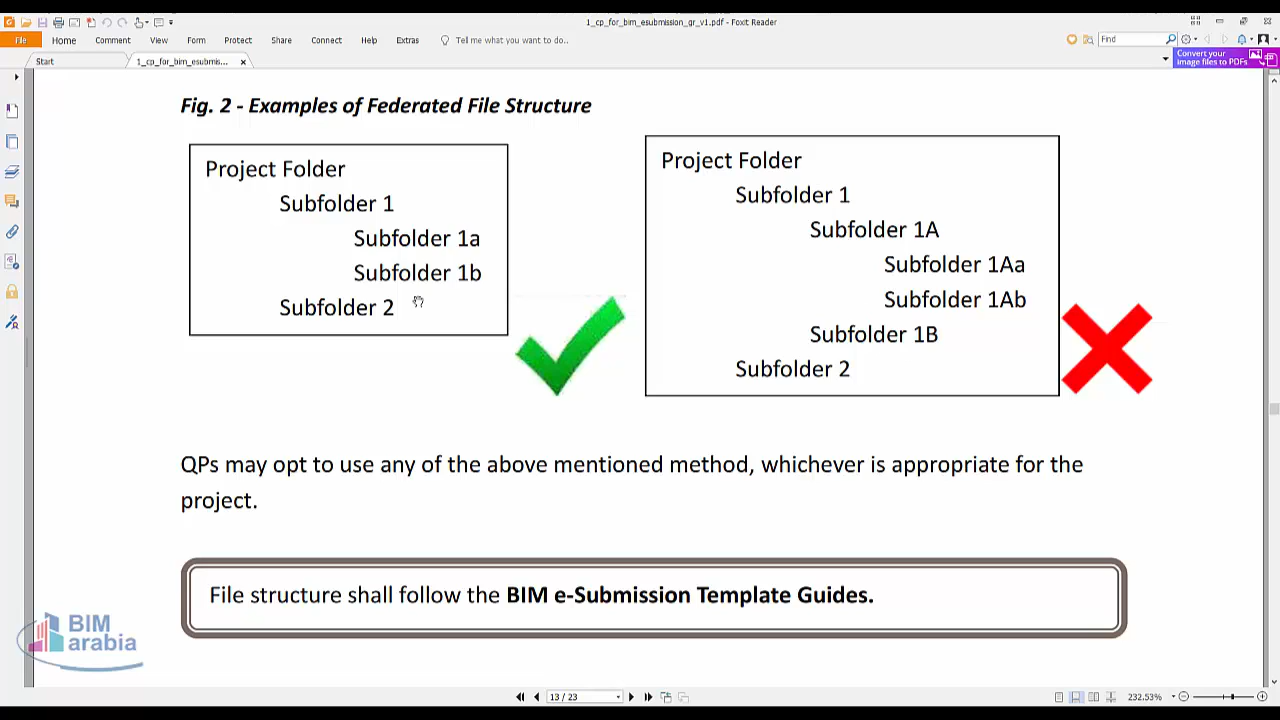 1_cp_for_bim_esubmission_gr_v1.pdf - Foxit Reader
File Home Comment View Form Protect Share Connect Help Extras Tell me what you want to do.. Find
Start 1_cp_for_bim_esubmis...
Convert your
image files to PDFs
Fig. 2 - Examples of Federated File Structure
Project Folder
Subfolder 1
Subfolder 1a
Subfolder 1b
Subfolder 2
Project Folder
Subfolder 1
Subfolder 1A
Subfolder 1Aa
Subfolder 1Ab
Subfolder 1B
Subfolder 2
QPs may opt to use any of the above mentioned method, whichever is appropriate for the
project.
File structure shall follow the BIM e-Submission Template Guides.
BIM
arabia
13 / 23
232.53%